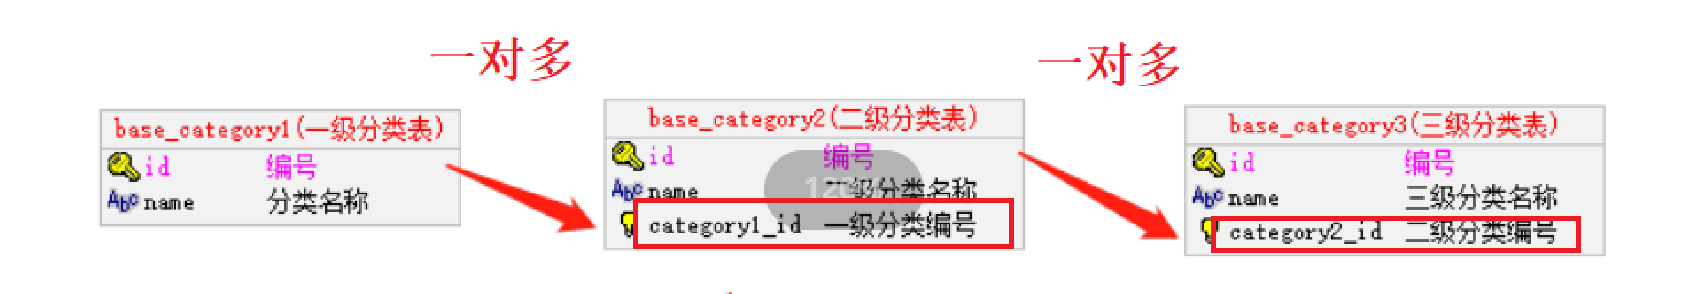 一对多
一对多
base_category1(一级分类表)
id 编号
Abc name 分类名称
base_category2(二级分类表)
id 编号
Abc name 二级分类名称
category1_id 一级分类编号
base_category3(三级分类表)
id 编号
Abc name 三级分类名称
category2_id 二级分类编号